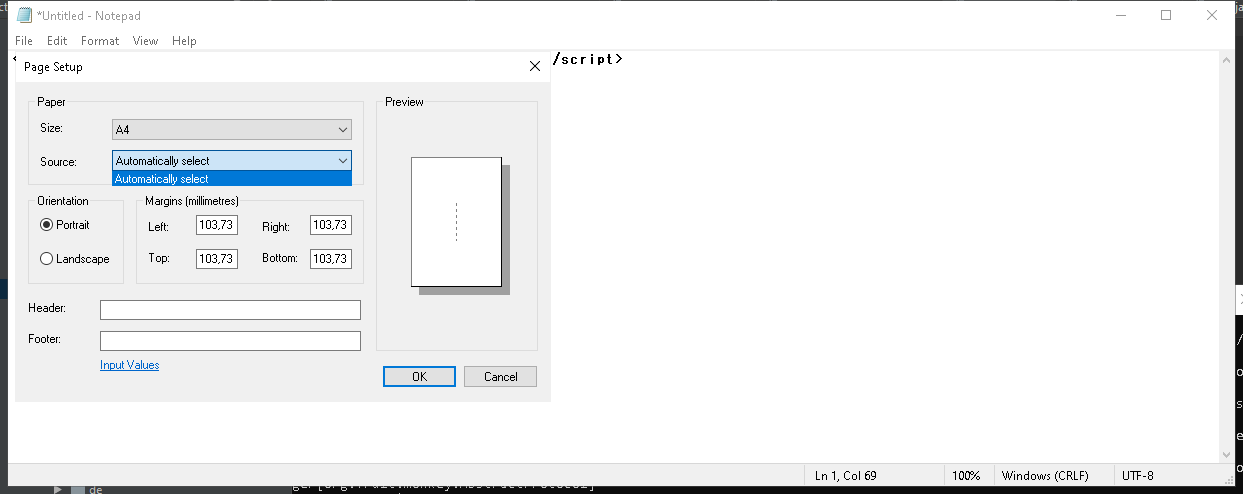 *Untitled - Notepad
File Edit Format View Help
/script>
Page Setup
Paper
Size:
A4
Source:
Automatically select
Automatically select
Preview
Orientation
Portrait
Landscape
Margins (millimetres)
Left: 103,73 Right: 103,73
Top: 103,73 Bottom: 103,73
Header:
Footer:
Input Values
OK Cancel
Ln 1, Col 69 100% Windows (CRLF) UTF-8
de